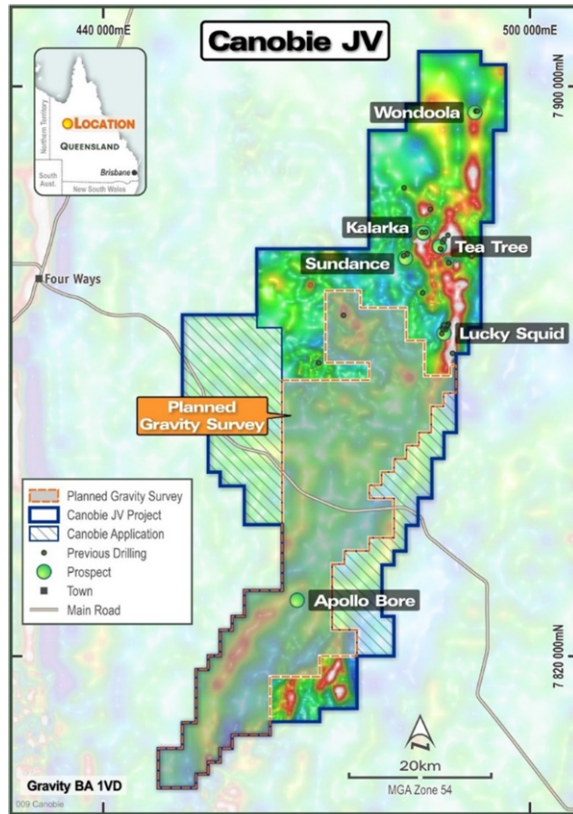 440 000mE
500 000mE
Canobie JV
7 900 000mN
Northern Territory
LOCATION
QUEENSLAND
Brisbane
South Aust.
New South Wales
Wondoola
Kalarka
Tea Tree
Sundance
Four Ways
Lucky Squid
Planned
Gravity Survey
Planned Gravity Survey
Canobie JV Project
Canobie Application
Previous Drilling
Prospect
Town
Main Road
Apollo Bore
7 820 000mN
N
20km
MGA Zone 54
Gravity BA 1VD
009 Canobie